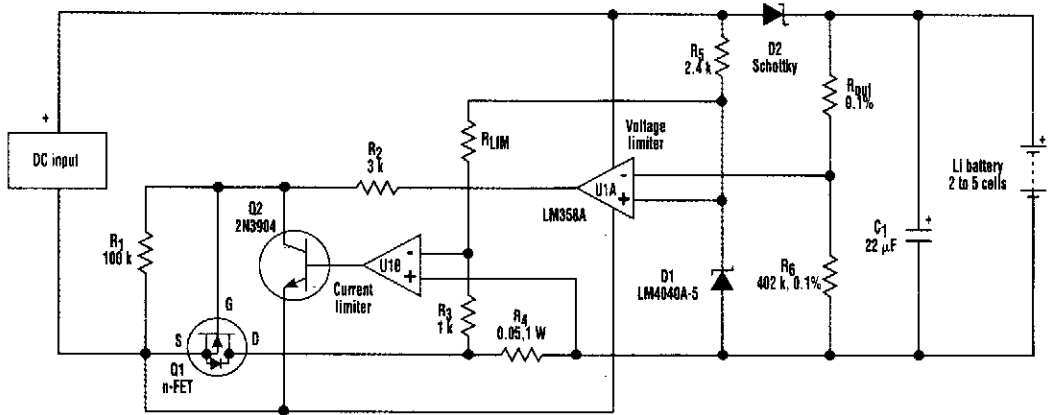 +
DC input
R1
100 k
S
G
D
Q1
n-FET
Q2
2N3904
R2
3 k
Current
limiter
U1B
-
+
RLIM
R3
1 k
R4
0.05,1 W
Voltage
limiter
U1A
-
+
LM358A
R5
2.4 k
D1
LM4040A-5
D2
Schottky
Rout
0.1%
R6
402 k, 0.1%
C1
22 µF
+
Li battery
2 to 5 cells
+